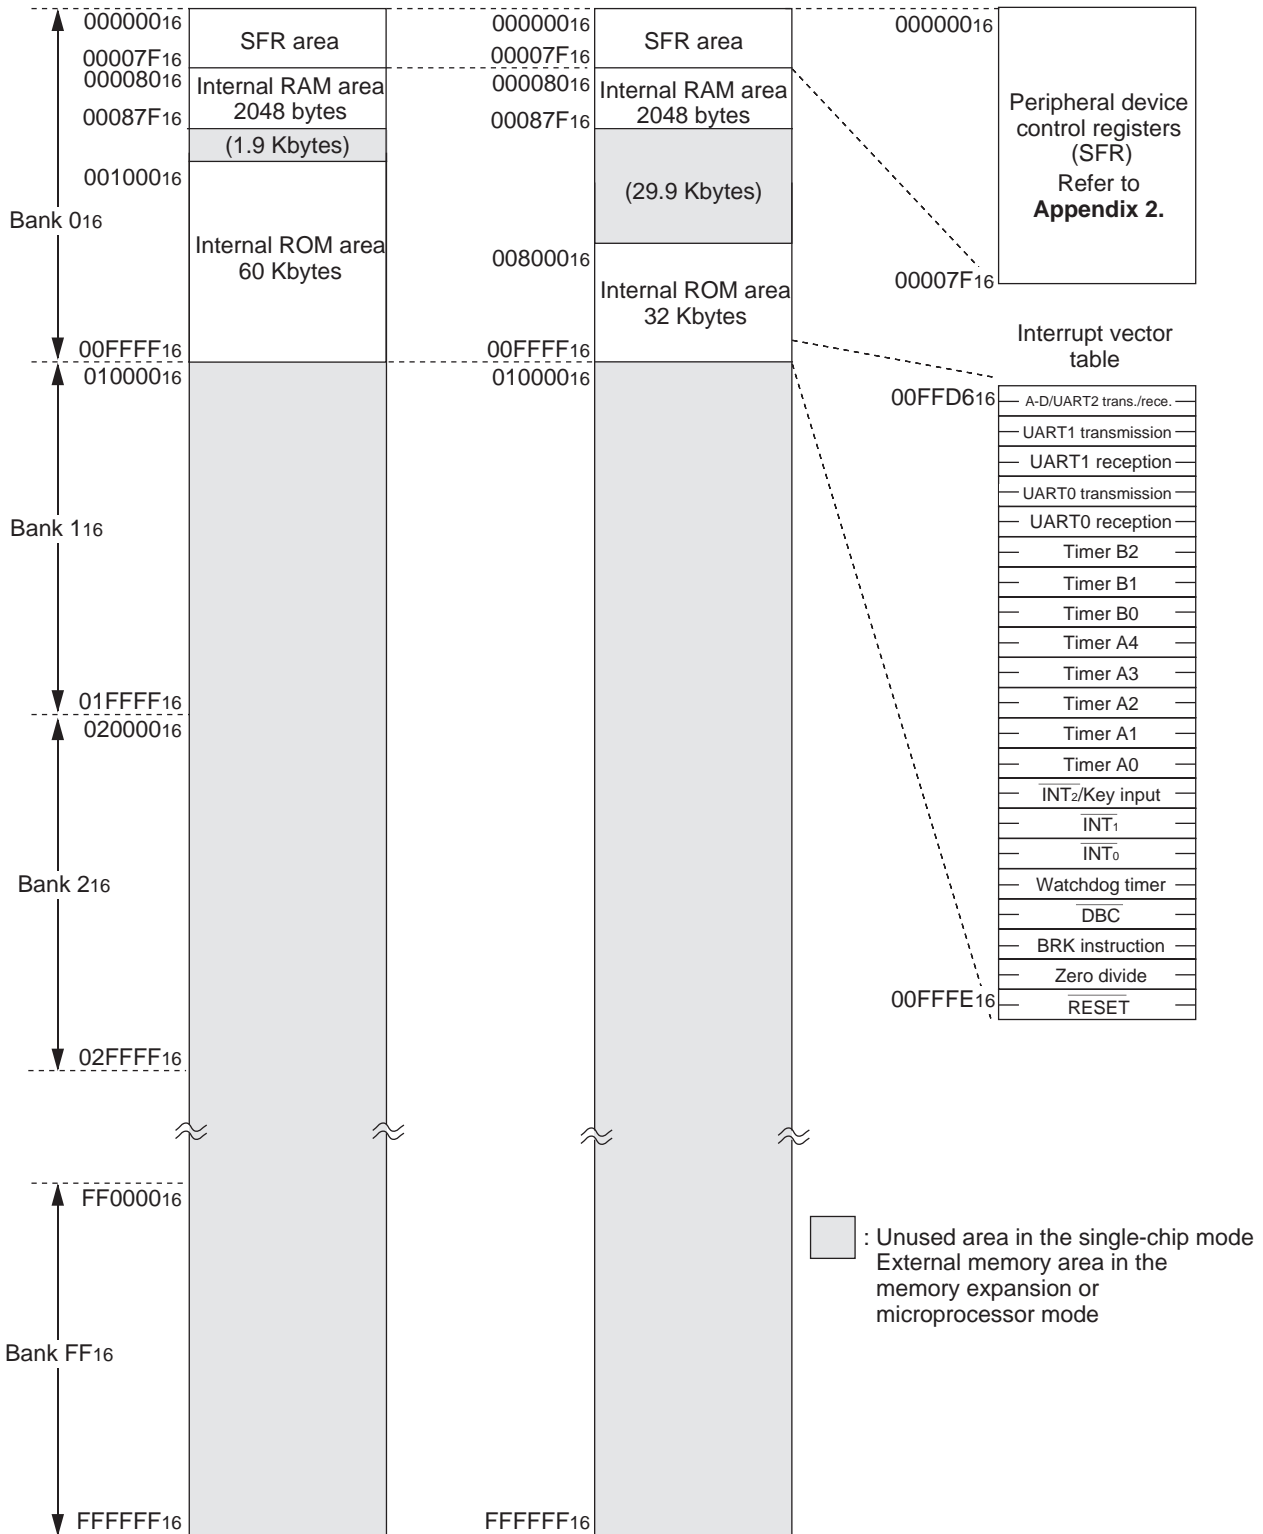 00000016
SFR area
00007F16
00008016
Internal RAM area
2048 bytes
00087F16
(1.9 Kbytes)
00100016
Bank 016
Internal ROM area
60 Kbytes
00FFFF16
01000016
Bank 116
01FFFF16
02000016
Bank 216
02FFFF16
FF000016
Bank FF16
FFFFFF16
00000016
SFR area
00007F16
00008016
Internal RAM area
2048 bytes
00087F16
(29.9 Kbytes)
00800016
Internal ROM area
32 Kbytes
00FFFF16
01000016
FFFFFF16
00000016
Peripheral device
control registers
(SFR)
Refer to
Appendix 2.
00007F16
Interrupt vector
table
00FFD616
A-D/UART2 trans./rece.
UART1 transmission
UART1 reception
UART0 transmission
UART0 reception
Timer B2
Timer B1
Timer B0
Timer A4
Timer A3
Timer A2
Timer A1
Timer A0
INT2/Key input
INT1
INT0
Watchdog timer
DBC
BRK instruction
Zero divide
00FFFE16
RESET
: Unused area in the single-chip mode
External memory area in the
memory expansion or
microprocessor mode